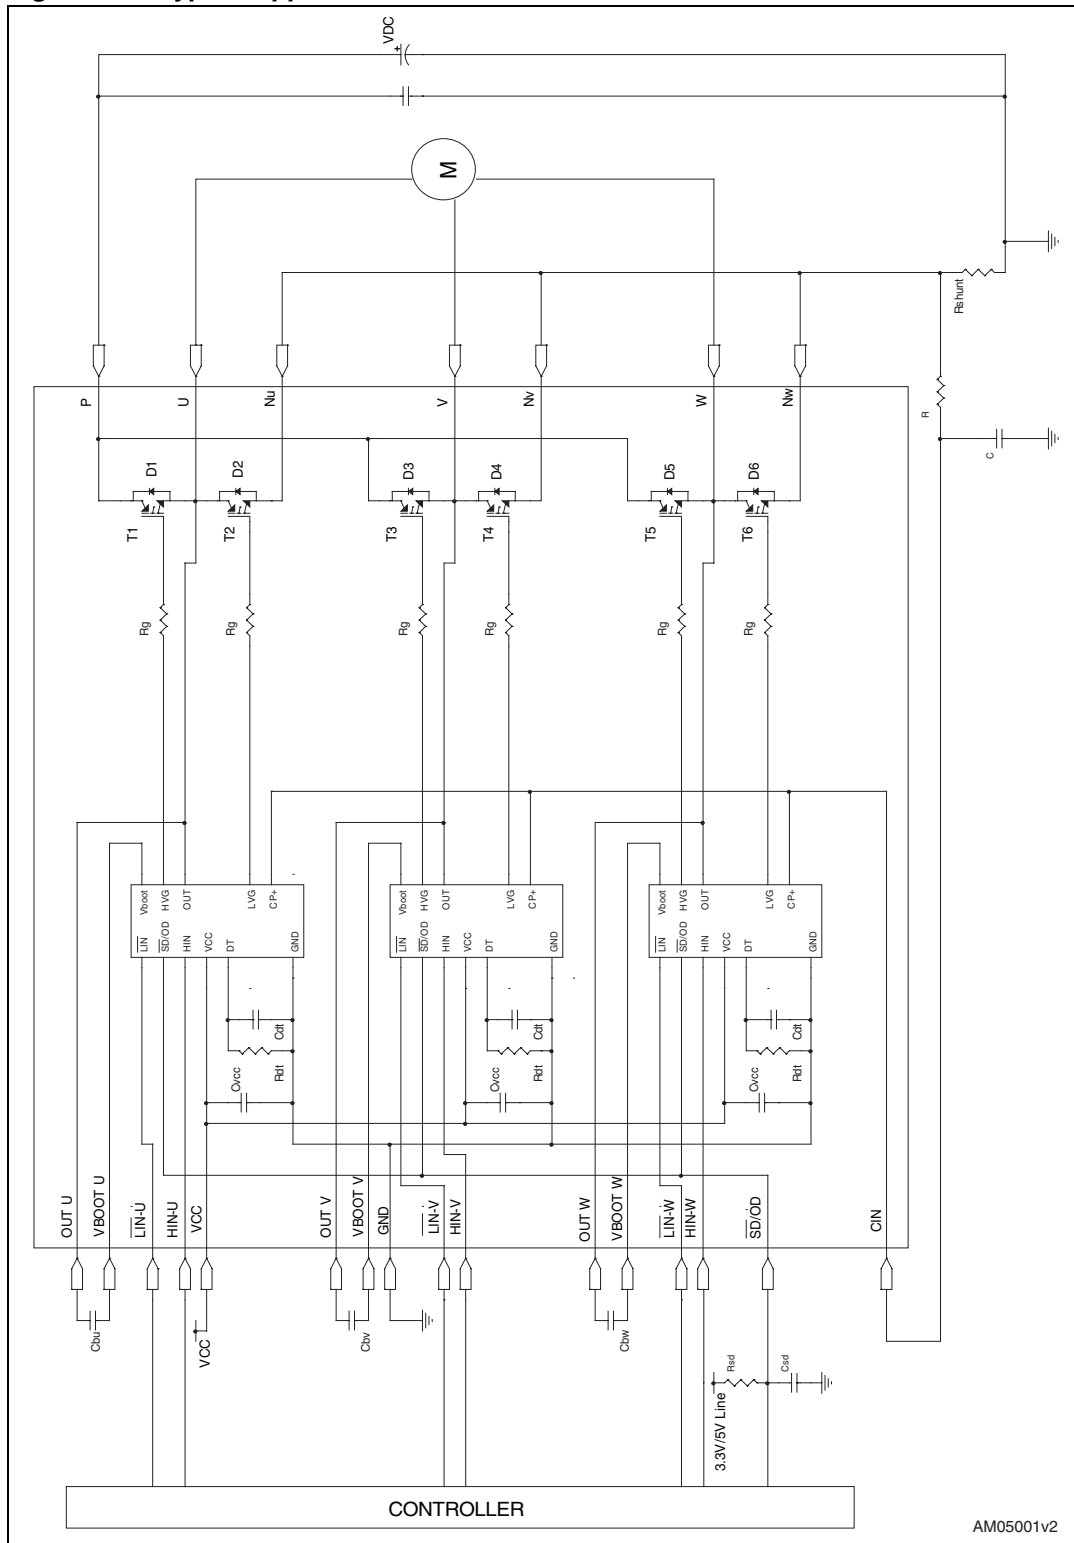 VDC
+
M
Rshunt
P
U
Nu
V
Nv
W
Nw
R
C
D1
D2
D3
D4
D5
D6
T1
T2
T3
T4
T5
T6
Rg
Rg
Rg
Rg
Rg
Rg
Vboot
HVG
OUT
LVG
CP+
LIN
SD/OD
HIN
VCC
DT
GND
Vboot
HVG
OUT
LVG
CP+
LIN
SD/OD
HIN
VCC
DT
GND
Vboot
HVG
OUT
LVG
CP+
LIN
SD/OD
HIN
VCC
DT
GND
Cdt
Rdt
Cvcc
Cdt
Rdt
Cvcc
Cdt
Rdt
Cvcc
OUT U
VBOOT U
LIN-U
HIN-U
VCC
OUT V
VBOOT V
GND
LIN-V
HIN-V
OUT W
VBOOT W
LIN-W
HIN-W
SD/OD
CIN
Cbu
VCC
Cbv
Cbw
Rsd
Csd
3.3V/5V Line
CONTROLLER
AM05001v2